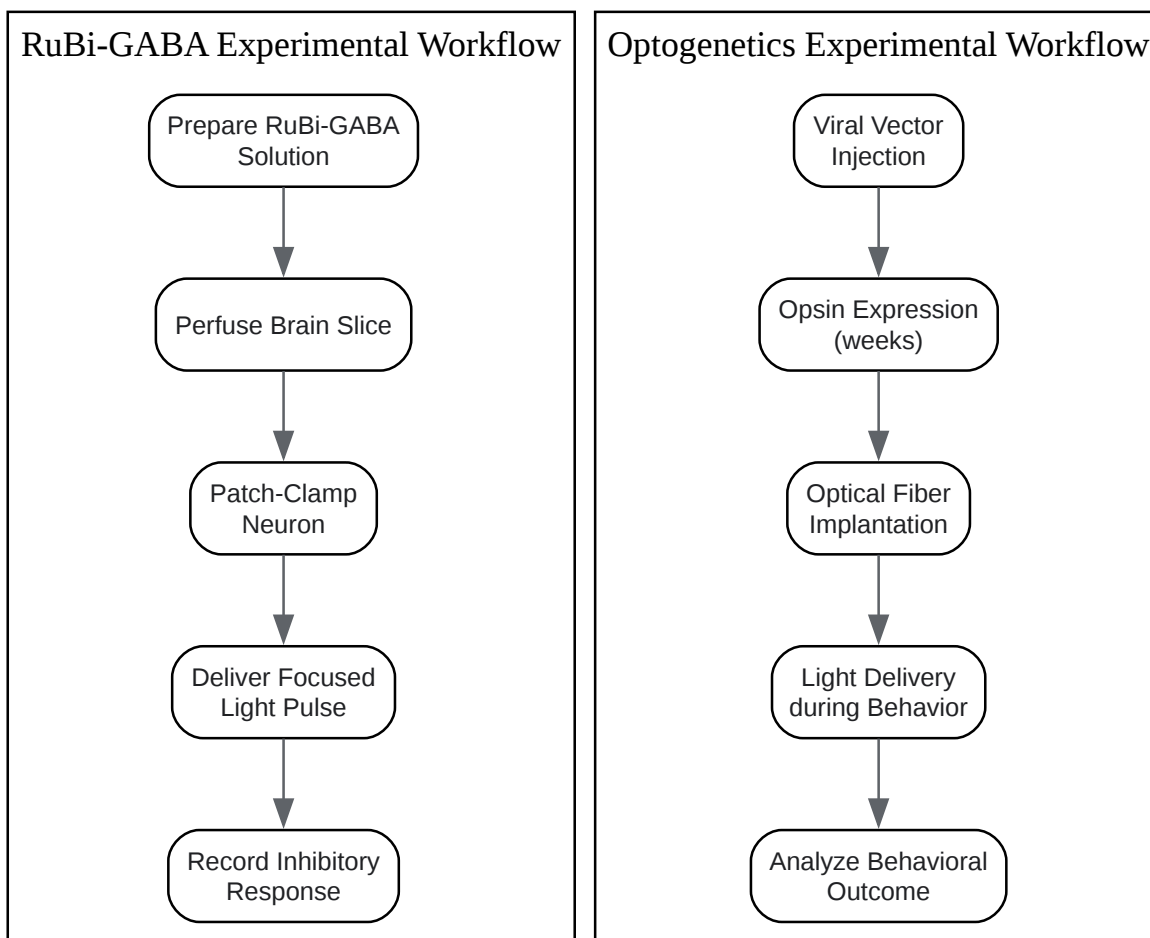 RuBi-GABA Experimental Workflow
Prepare RuBi-GABA
Solution
Perfuse Brain Slice
Patch-Clamp
Neuron
Deliver Focused
Light Pulse
Record Inhibitory
Response
Optogenetics Experimental Workflow
Viral Vector
Injection
Opsin Expression
(weeks)
Optical Fiber
Implantation
Light Delivery
during Behavior
Analyze Behavioral
Outcome